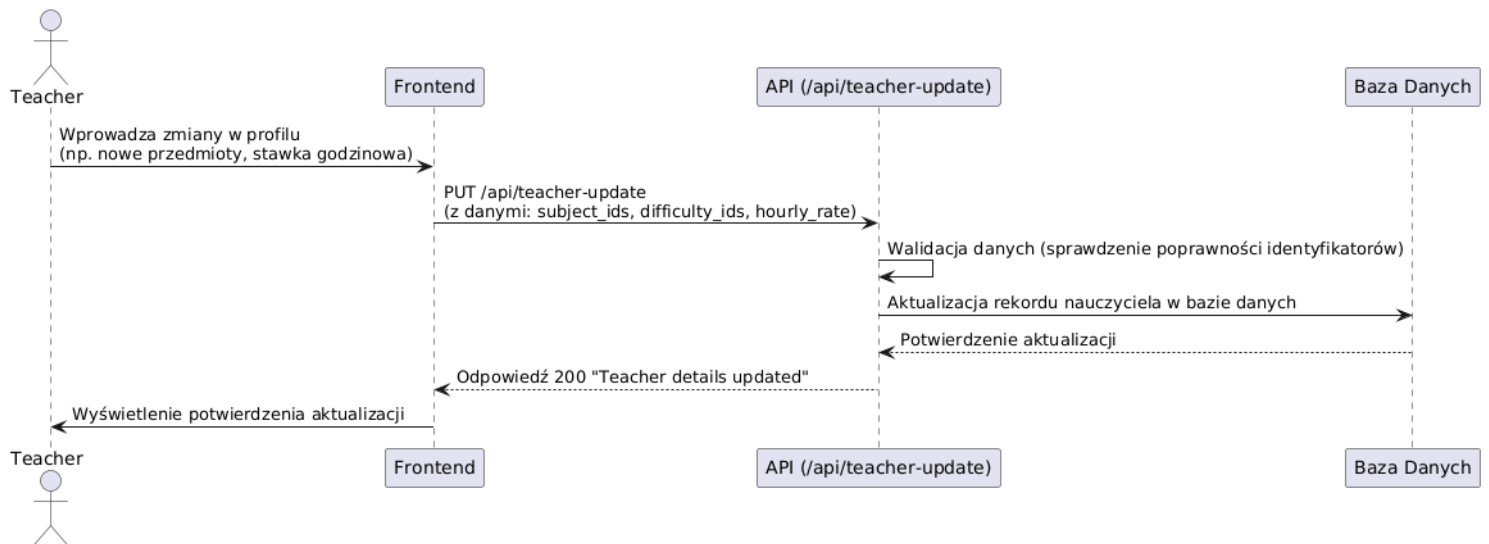 Teacher
Frontend
API (/api/teacher-update)
Baza Danych
Wprowadza zmiany w profilu
(np. nowe przedmioty, stawka godzinowa)
PUT /api/teacher-update
(z danymi: subject_ids, difficulty_ids, hourly_rate)
Walidacja danych (sprawdzenie poprawności identyfikatorów)
Aktualizacja rekordu nauczyciela w bazie danych
Potwierdzenie aktualizacji
Odpowiedź 200 "Teacher details updated"
Wyświetlenie potwierdzenia aktualizacji
Teacher
Frontend
API (/api/teacher-update)
Baza Danych